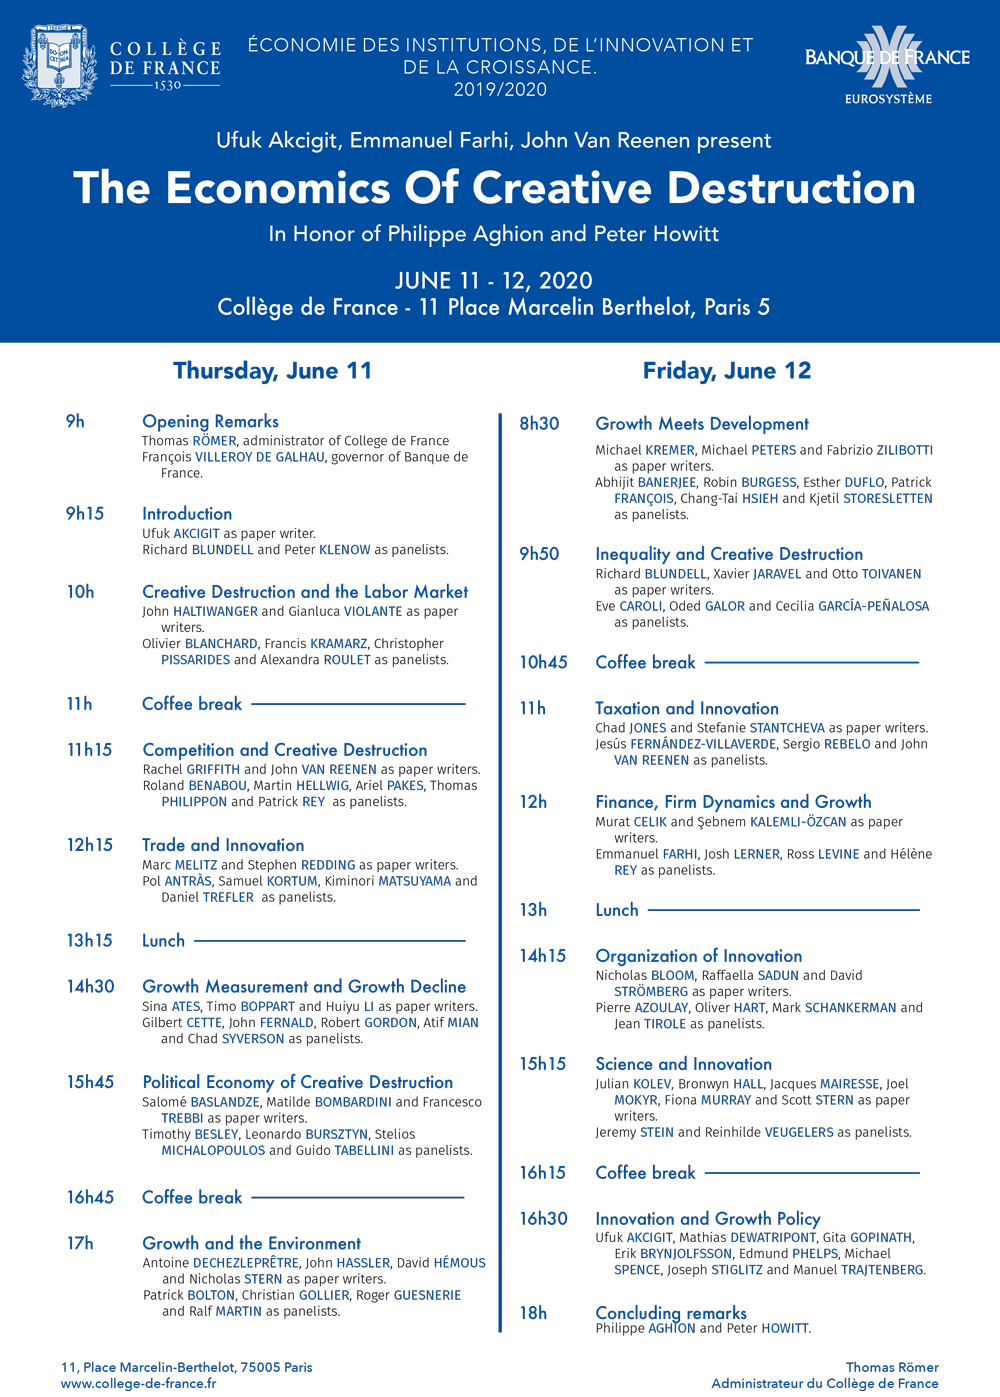 COLLÈGE
DE FRANCE
1530
ÉCONOMIE DES INSTITUTIONS, DE L'INNOVATION ET
DE LA CROISSANCE.
2019/2020
BANQUE DE FRANCE
EUROSYSTÈME
Ufuk Akcigit, Emmanuel Farhi, John Van Reenen present
The Economics Of Creative Destruction
In Honor of Philippe Aghion and Peter Howitt
JUNE 11 - 12, 2020
Collège de France - 11 Place Marcelin Berthelot, Paris 5
Thursday, June 11
9h Opening Remarks
Thomas RÖMER, administrator of College de France
François VILLEROY DE GALHAU, governor of Banque de
France.
9h15 Introduction
Ufuk AKCIGIT as paper writer.
Richard BLUNDELL and Peter KLENOW as panelists.
10h Creative Destruction and the Labor Market
John HALTIWANGER and Gianluca VIOLANTE as paper
writers.
Olivier BLANCHARD, Francis KRAMARZ, Christopher
PISSARIDES and Alexandra ROULET as panelists.
11h Coffee break
11h15 Competition and Creative Destruction
Rachel GRIFFITH and John VAN REENEN as paper writers.
Roland BENABOU, Martin HELLWIG, Ariel PAKES, Thomas
PHILIPPON and Patrick REY as panelists.
12h15 Trade and Innovation
Marc MELITZ and Stephen REDDING as paper writers.
Pol ANTRÀS, Samuel KORTUM, Kiminori MATSUYAMA and
Daniel TREFLER as panelists.
13h15 Lunch
14h30 Growth Measurement and Growth Decline
Sina ATES, Timo BOPPART and Huiyu LI as paper writers.
Gilbert CETTE, John FERNALD, Robert GORDON, Atif MIAN
and Chad SYVERSON as panelists.
15h45 Political Economy of Creative Destruction
Salomé BASLANDZE, Matilde BOMBARDINI and Francesco
TREBBI as paper writers.
Timothy BESLEY, Leonardo BURSZTYN, Stelios
MICHALOPOULOS and Guido TABELLINI as panelists.
16h45 Coffee break
17h Growth and the Environment
Antoine DECHEZLEPRÊTRE, John HASSLER, David HÉMOUS
and Nicholas STERN as paper writers.
Patrick BOLTON, Christian GOLLIER, Roger GUESNERIE
and Ralf MARTIN as panelists.
Friday, June 12
8h30 Growth Meets Development
Michael KREMER, Michael PETERS and Fabrizio ZILIBOTTI
as paper writers.
Abhijit BANERJEE, Robin BURGESS, Esther DUFLO, Patrick
FRANÇOIS, Chang-Tai HSIEH and Kjetil STORESLETTEN
as panelists.
9h50 Inequality and Creative Destruction
Richard BLUNDELL, Xavier JARAVEL and Otto TOIVANEN
as paper writers.
Eve CAROLI, Oded GALOR and Cecilia GARCÍA-PEÑALOSA
as panelists.
10h45 Coffee break
11h Taxation and Innovation
Chad JONES and Stefanie STANTCHEVA as paper writers.
Jesús FERNÁNDEZ-VILLAVERDE, Sergio REBELO and John
VAN REENEN as panelists.
12h Finance, Firm Dynamics and Growth
Murat CELIK and Şebnem KALEMLI-ÖZCAN as paper
writers.
Emmanuel FARHI, Josh LERNER, Ross LEVINE and Hélène
REY as panelists.
13h Lunch
14h15 Organization of Innovation
Nicholas BLOOM, Raffaella SADUN and David
STRÖMBERG as paper writers.
Pierre AZOULAY, Oliver HART, Mark SCHANKERMAN and
Jean TIROLE as panelists.
15h15 Science and Innovation
Julian KOLEV, Bronwyn HALL, Jacques MAIRESSE, Joel
MOKYR, Fiona MURRAY and Scott STERN as paper
writers.
Jeremy STEIN and Reinhilde VEUGELERS as panelists.
16h15 Coffee break
16h30 Innovation and Growth Policy
Ufuk AKCIGIT, Mathias DEWATRIPONT, Gita GOPINATH,
Erik BRYNJOLFSSON, Edmund PHELPS, Michael
SPENCE, Joseph STIGLITZ and Manuel TRAJTENBERG.
18h Concluding remarks
Philippe AGHION and Peter HOWITT.
11, Place Marcelin-Berthelot, 75005 Paris
www.college-de-france.fr
Thomas Römer
Administrateur du Collège de France